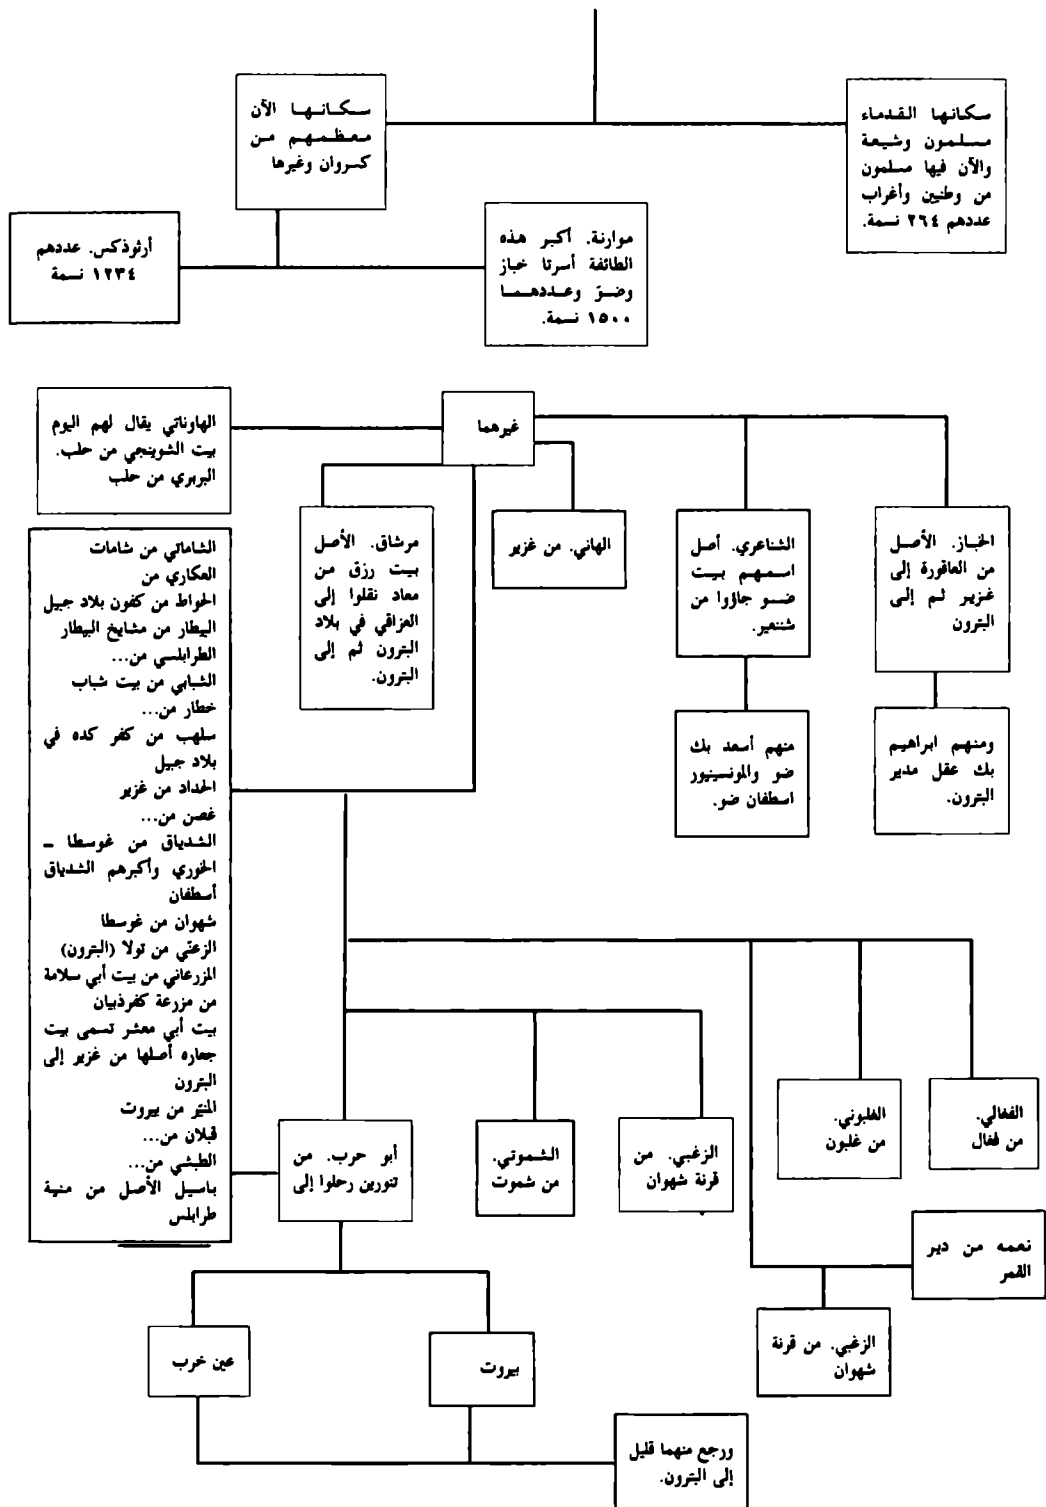 سكانها القدماء
مسلمون وشيعة
والآن فيها مسلمون
من وطنيين وأغراب
عددهم ٢٦٤ نسمة.
سكانها الآن
معظمهم من
كسروان وغيرها
موارنة. أكبر هذه
الطائفة أسرتا خباز
وضوّ وعددهما
١٥٠٠ نسمة.
أرثوذكس. عددهم
١٢٣٤ نسمة
غيرهما
الهاوناتي يقال لهم اليوم
بيت الشوينجي من حلب.
البربري من حلب
الخباز. الأصل
من العاقورة إلى
غزير ثم إلى
البترون
الشناعري. أصل
اسمهم بيت
ضو جاؤوا من
شننعير.
الهاني. من غزير
مرشاق. الأصل
بيت رزق من
معاد نقلوا إلى
العزاقي في بلاد
البترون ثم إلى
البترون.
ومنهم ابراهيم
بك عقل مدير
البترون.
منهم أسعد بك
ضو والمونسينيور
اسطفان ضو.
الشاماتي من شامات
العكاري من
الحواط من كفون بلاد جبيل
البيطار من مشايخ البيطار
الطرابلسي من...
الشبابي من بيت شباب
خطار من...
سلهب من كفر كده في
بلاد جبيل
الحداد من غزير
غصن من...
الشدياق من غوسطا –
الخوري وأكبرهم الشدياق
أسطفان
شهوان من غوسطا
الزعنّي من تولا (البترون)
المزرعاني من بيت أبي سلامة
من مزرعة كفرذبيان
بيت أبي معشر تسمى بيت
جعاره أصلها من غزير إلى
البترون
المنيّر من بيروت
قبلان من...
الطبشي من...
باسيل الأصل من منية
طرابلس
الفغالي.
من فغال
الغلبوني.
من غلبون
الزغبي. من
قرنة شهوان
الشموتي.
من شموت
أبو حرب. من
تنورين رحلوا إلى
نعمه من دير
القمر
الزغبي. من قرنة
شهوان
بيروت
عين خرب
ورجع منهما قليل
إلى البترون.